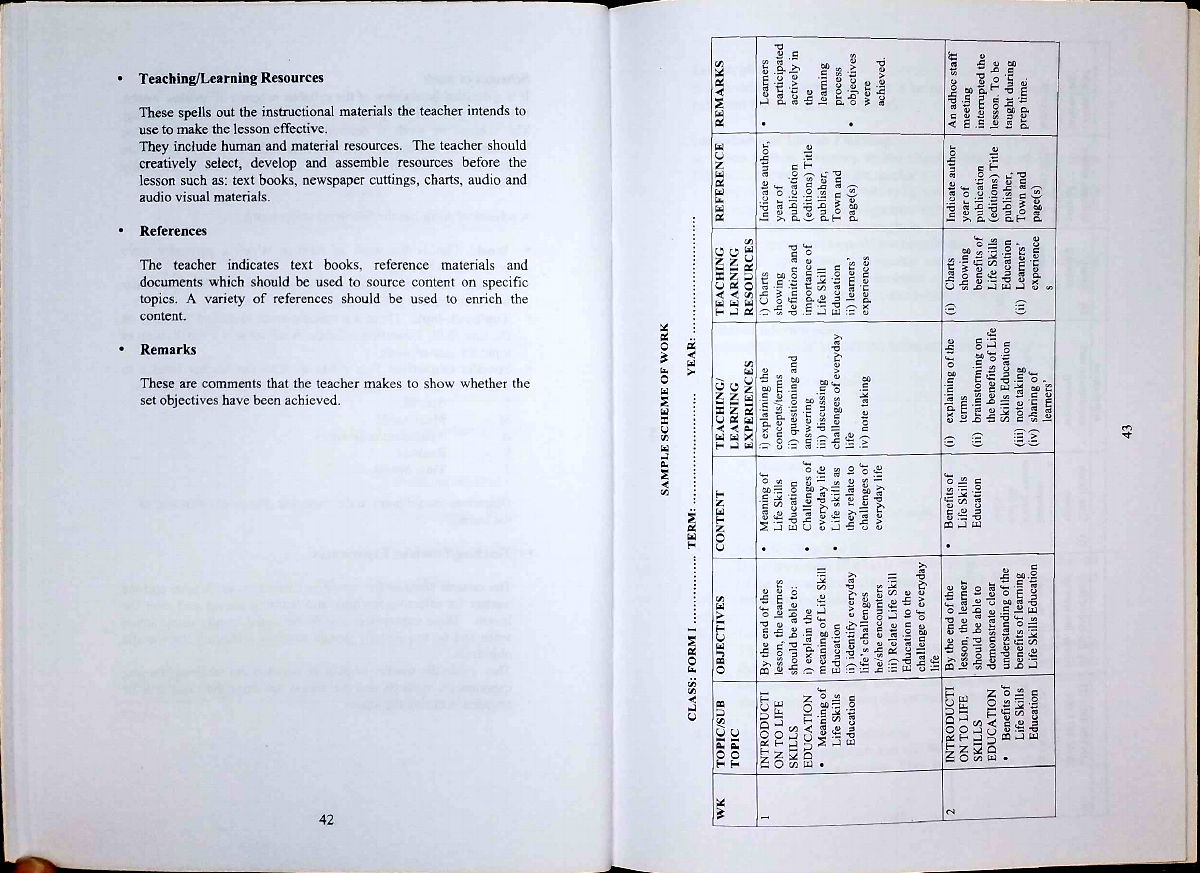 • Teaching/Learning Resources
These spells out the instructional materials the teacher intends to
use to make the lesson effective.
They include human and material resources. The teacher should
creatively select, develop and assemble resources before the
lesson such as: text books, newspaper cuttings, charts, audio and
audio visual materials.
• References
The teacher indicates text books, reference materials and
documents which should be used to source content on specific
topics. A variety of references should be used to enrich the
content.
• Remarks
These are comments that the teacher makes to show whether the
set objectives have been achieved.
42
SAMPLE SCHEME OF WORK
CLASS: FORM I.............. TERM: ........................... YEAR: ...........................
WK
TOPIC/SUB
TOPIC
OBJECTIVES
CONTENT
TEACHING/
LEARNING
EXPERIENCES
TEACHING
LEARNING
RESOURCES
REFERENCE
REMARKS
1
INTRODUCTI
ON TO LIFE
SKILLS
EDUCATION
• Meaning of
Life Skills
Education
By the end of the
lesson, the learners
should be able to:
i) explain the
meaning of Life Skill
Education
ii) identify everyday
life's challenges
he/she encounters
iii) Relate Life Skill
Education to the
challenge of everyday
life
• Meaning of
Life Skills
Education
• Challenges of
everyday life
• Life skills as
they relate to
challenges of
everyday life
i) explaining the
concepts/terms
ii) questioning and
answering
iii) discussing
challenges of everyday
life
iv) note taking
i) Charts
showing
definition and
importance of
Life Skill
Education
ii) learners'
experiences
Indicate author,
year of
publication
(editions) Title
publisher,
Town and
page(s)
• Learners
participated
actively in
the
learning
process
• objectives
were
achieved.
2
INTRODUCTI
ON TO LIFE
SKILLS
EDUCATION
• Benefits of
Life Skills
Education
By the end of the
lesson, the learner
should be able to
demonstrate clear
understanding of the
benefits of learning
Life Skills Education
• Benefits of
Life Skills
Education
(i) explaining of the
terms
(ii) brainstorming on
the benefits of Life
Skills Education
(iii) note taking
(iv) sharing of
learners'
(i) Charts
showing
benefits of
Life Skills
Education
(ii) Learners'
experience
s
Indicate author
year of
publication
(editions) Title
publisher,
Town and
page(s)
An adhoc staff
meeting
interrupted the
lesson. To be
taught during
prep time.
43